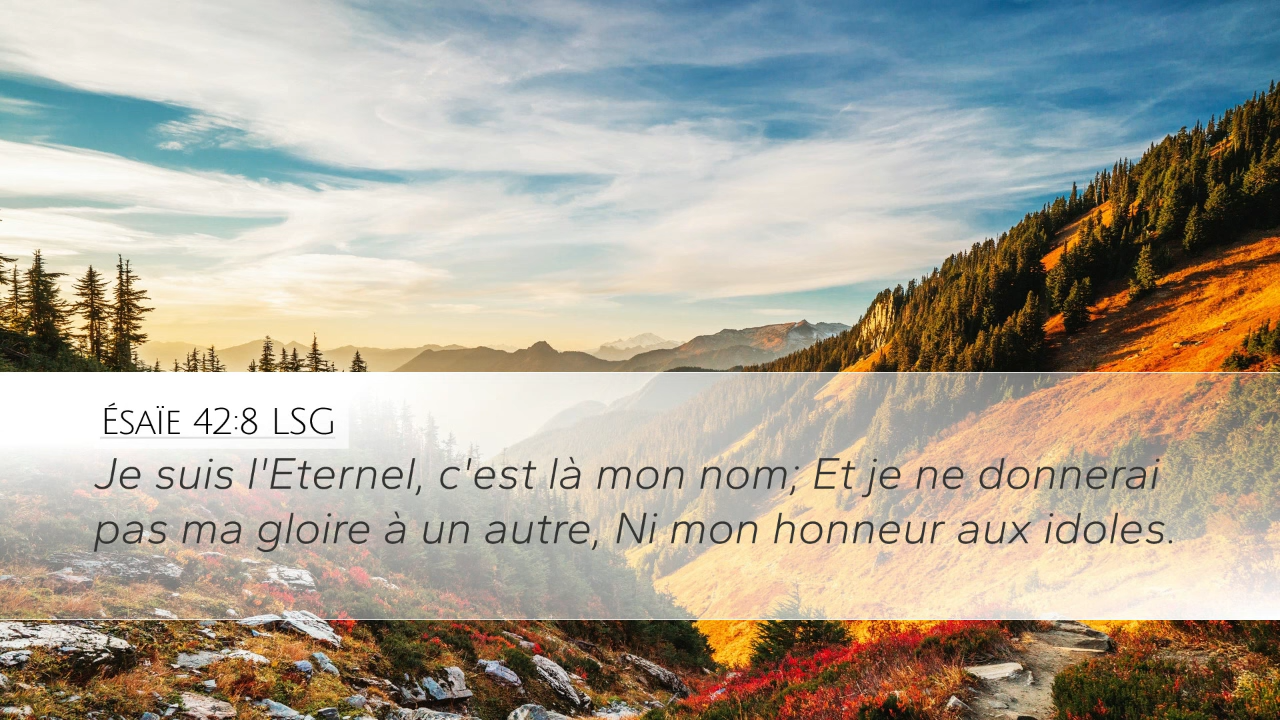 Ésaïe 42:8 LSG
Je suis l'Eternel, c'est là mon nom; Et je ne donnerai
pas ma gloire à un autre, Ni mon honneur aux idoles.